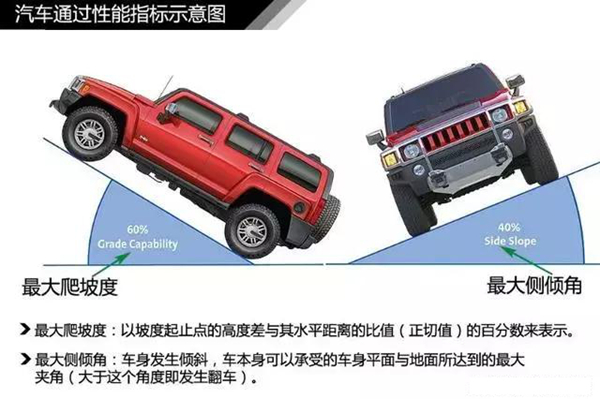 汽车通过性能指标示意图
60%
Grade Capability
40%
Side Slope
最大爬坡度
最大侧倾角
➤ 最大爬坡度：以坡度起止点的高度差与其水平距离的比值（正切值）的百分数来表示。
➤ 最大侧倾角：车身发生倾斜，车本身可以承受的车身平面与地面所达到的最大
夹角（大于这个角度即发生翻车）。